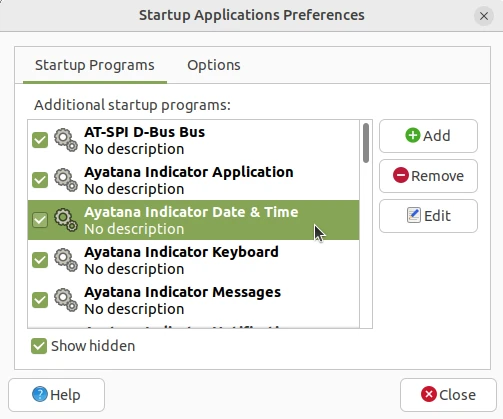 Startup Applications Preferences
Startup Programs
Options
Additional startup programs:
AT-SPI D-Bus Bus
No description
Ayatana Indicator Application
No description
Ayatana Indicator Date & Time
No description
Ayatana Indicator Keyboard
No description
Ayatana Indicator Messages
No description
Add
Remove
Edit
Show hidden
Help
Close